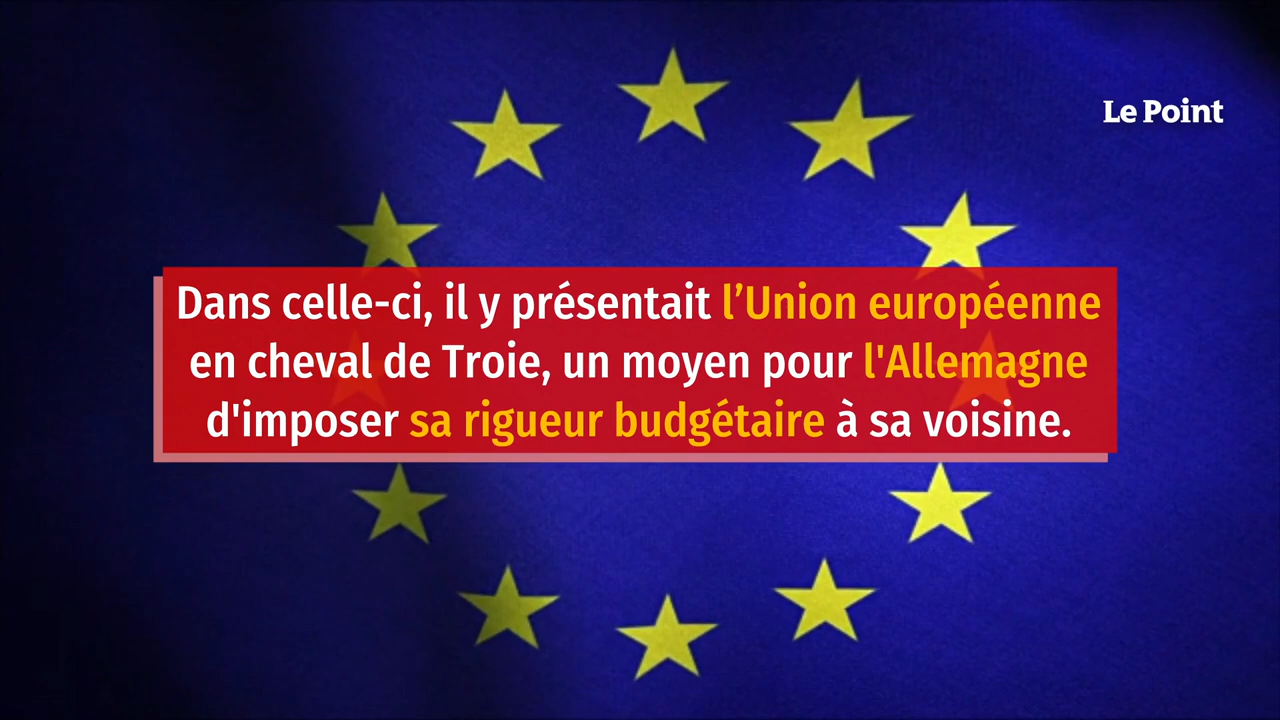 Le Point
Dans celle-ci, il y présentait l’Union européenne
en cheval de Troie, un moyen pour l'Allemagne
d'imposer sa rigueur budgétaire à sa voisine.